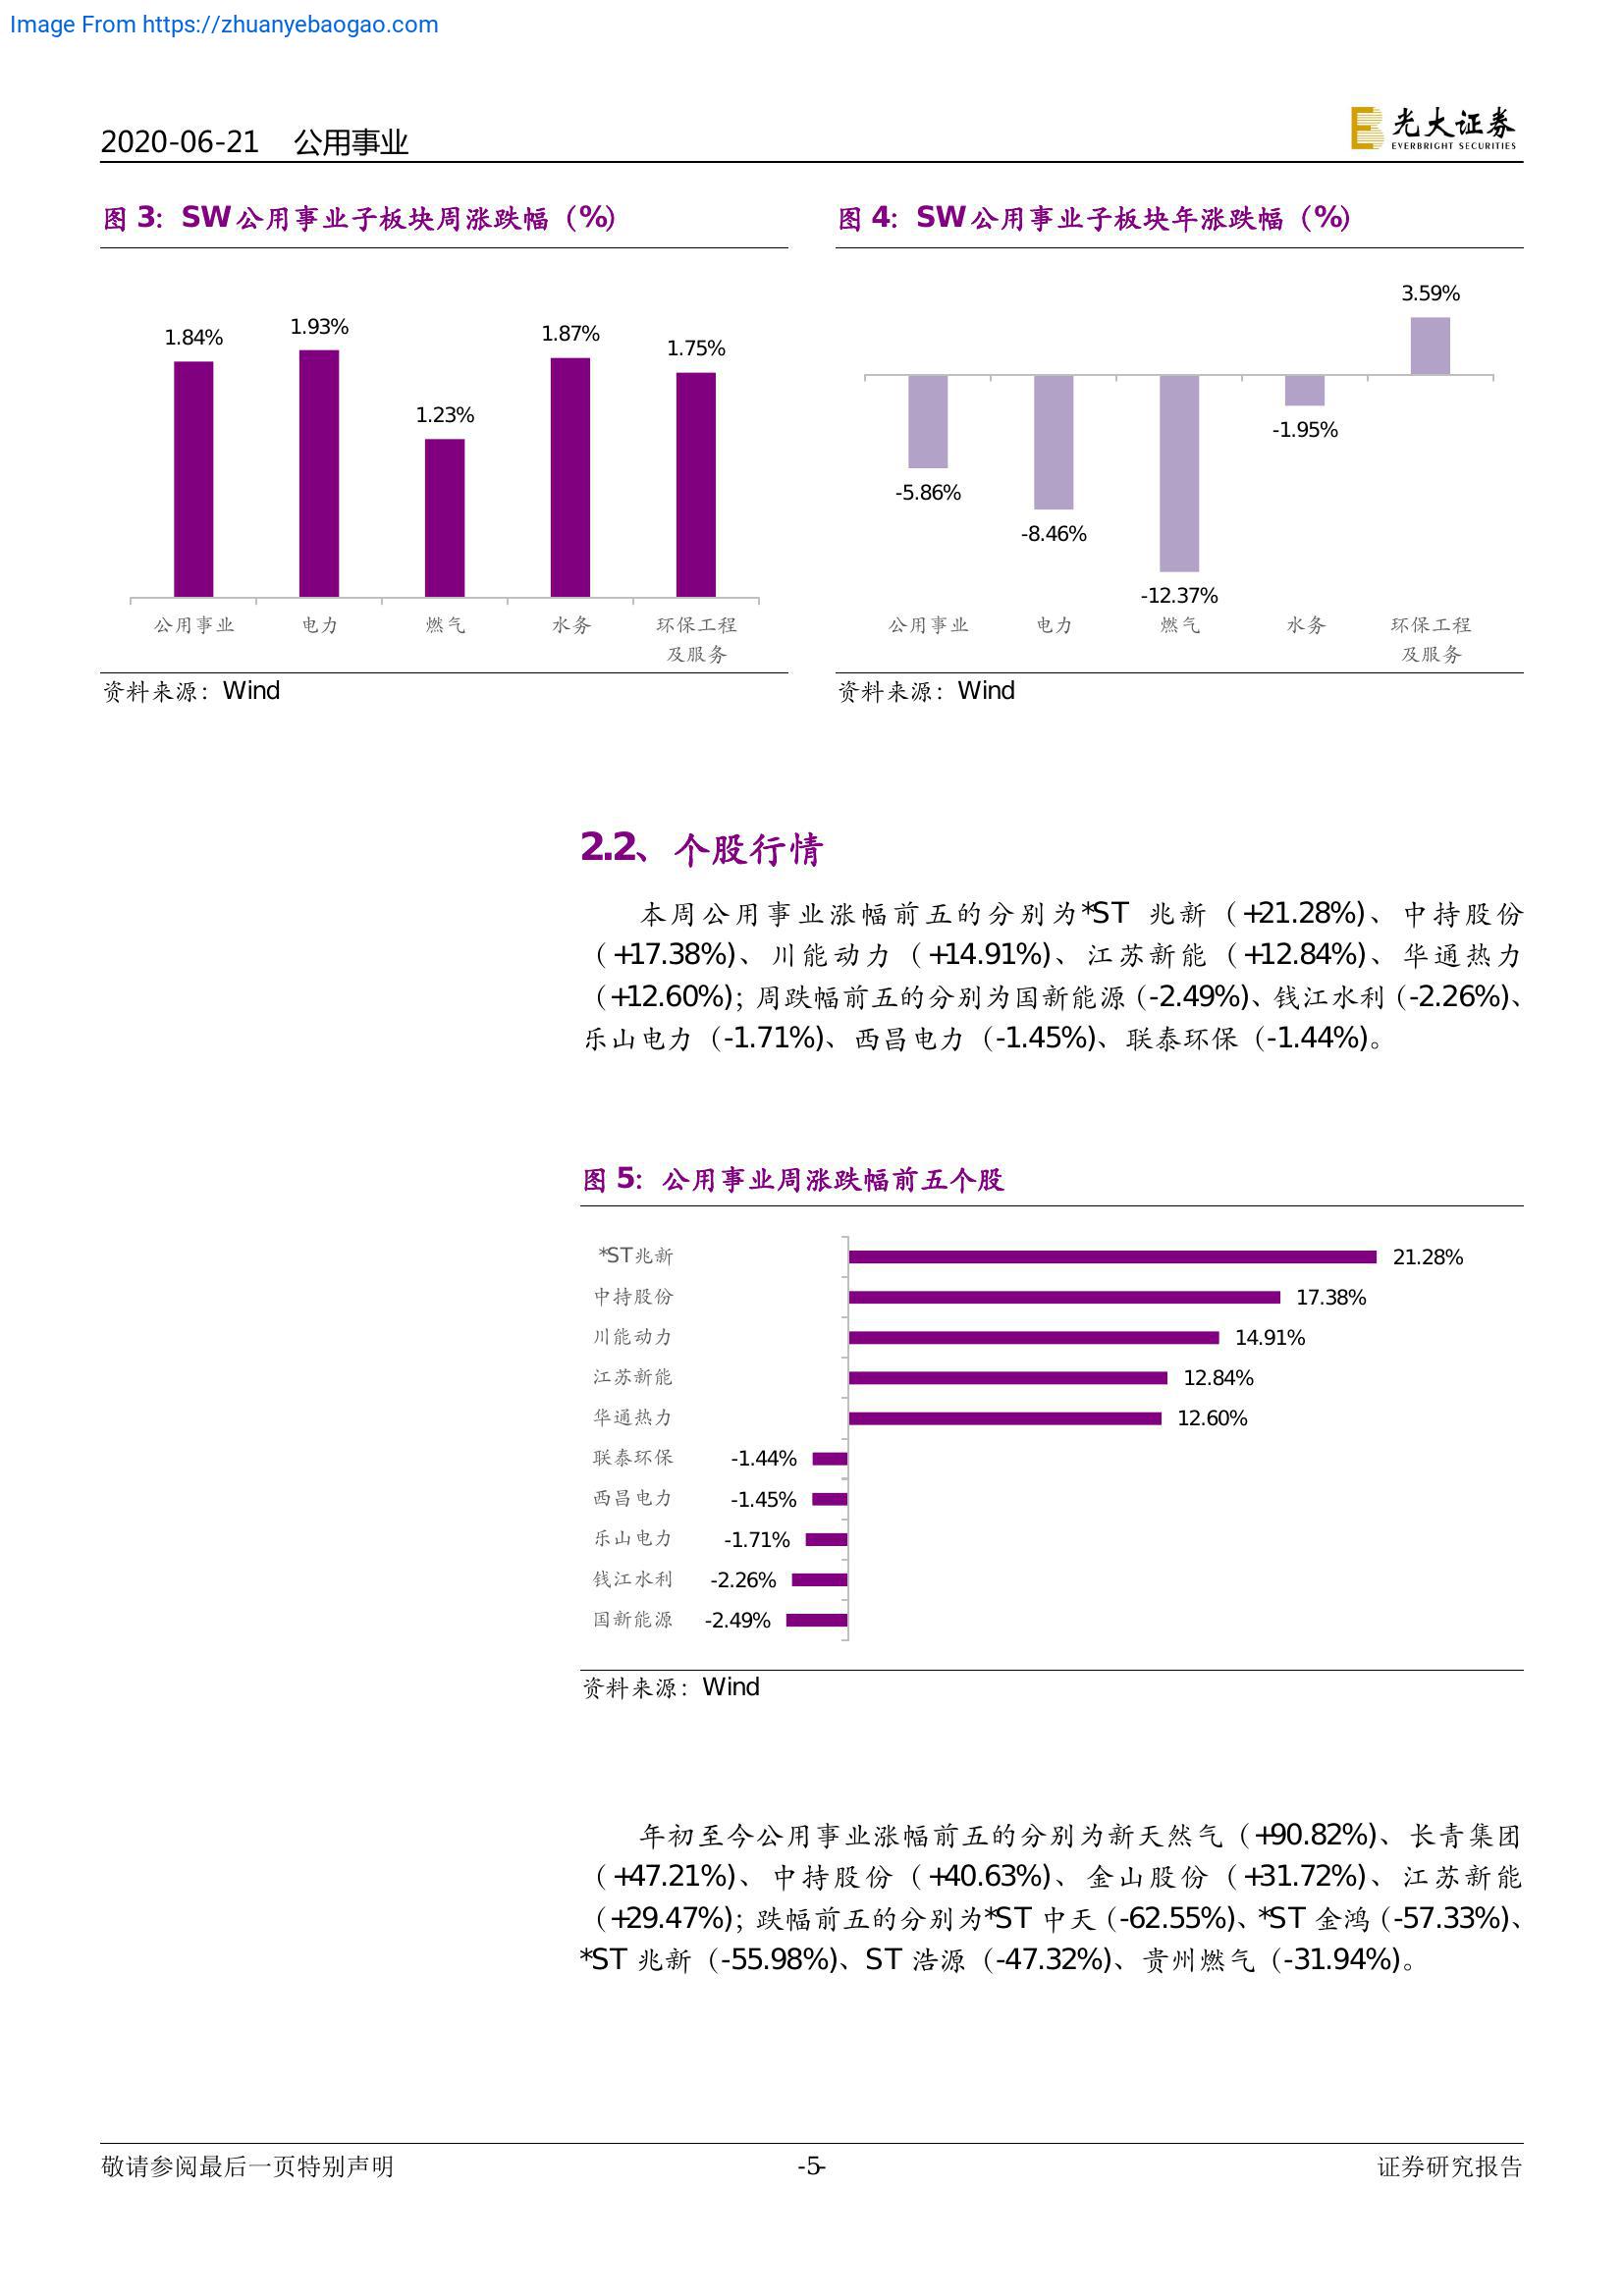 Image From https://zhuanyebaogao.com
2020-06-21 公用事业
光大证券
EVERBRIGHT SECURITIES
图 3：SW 公用事业子板块周涨跌幅（%）
1.84%
1.93%
1.23%
1.87%
1.75%
公用事业
电力
燃气
水务
环保工程
及服务
资料来源：Wind
图 4：SW 公用事业子板块年涨跌幅（%）
3.59%
-1.95%
-5.86%
-8.46%
-12.37%
公用事业
电力
燃气
水务
环保工程
及服务
资料来源：Wind
2.2、个股行情
本周公用事业涨幅前五的分别为*ST 兆新（+21.28%）、中持股份
（+17.38%）、川能动力（+14.91%）、江苏新能（+12.84%）、华通热力
（+12.60%）；周跌幅前五的分别为国新能源（-2.49%）、钱江水利（-2.26%）、
乐山电力（-1.71%）、西昌电力（-1.45%）、联泰环保（-1.44%）。
图 5：公用事业周涨跌幅前五个股
*ST兆新 21.28%
中持股份 17.38%
川能动力 14.91%
江苏新能 12.84%
华通热力 12.60%
联泰环保 -1.44%
西昌电力 -1.45%
乐山电力 -1.71%
钱江水利 -2.26%
国新能源 -2.49%
资料来源：Wind
年初至今公用事业涨幅前五的分别为新天然气（+90.82%）、长青集团
（+47.21%）、中持股份（+40.63%）、金山股份（+31.72%）、江苏新能
（+29.47%）；跌幅前五的分别为*ST 中天（-62.55%）、*ST 金鸿（-57.33%）、
*ST 兆新（-55.98%）、ST 浩源（-47.32%）、贵州燃气（-31.94%）。
敬请参阅最后一页特别声明
-5-
证券研究报告